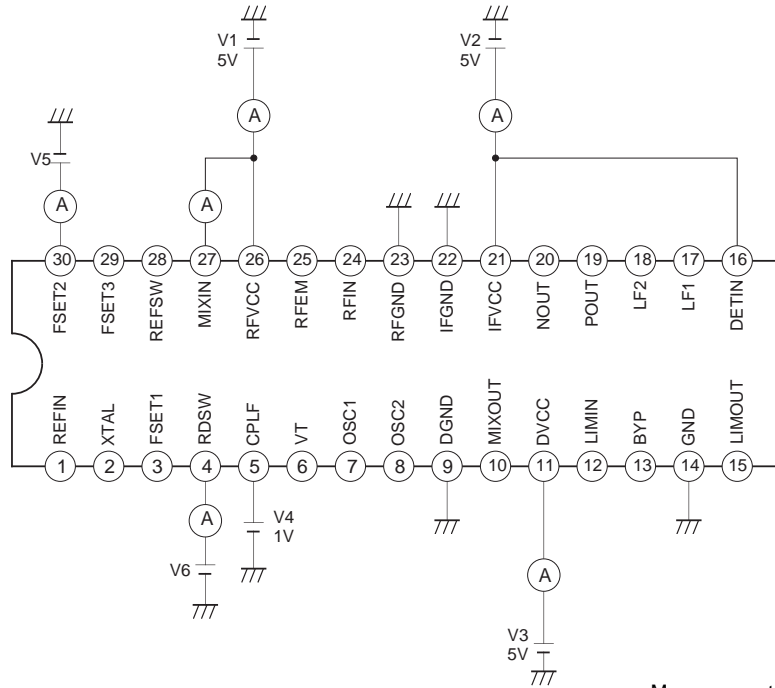 V1
5V
V2
5V
A
A
V5
A
A
30
29
28
27
26
25
24
23
22
21
20
19
18
17
16
FSET2
FSET3
REFSW
MIXIN
RFVCC
RFEM
RFIN
RFGND
IFGND
IFVCC
NOUT
POUT
LF2
LF1
DETIN
REFIN
XTAL
FSET1
RDSW
CPLF
VT
OSC1
OSC2
DGND
MIXOUT
DVCC
LIMIN
BYP
GND
LIMOUT
1
2
3
4
5
6
7
8
9
10
11
12
13
14
15
A
V4
1V
V6
A
V3
5V